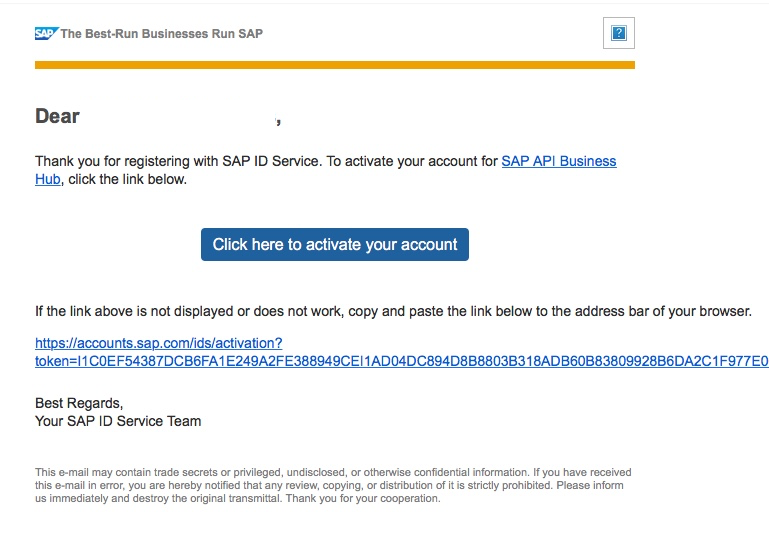 SAP The Best-Run Businesses Run SAP
?
Dear ,
Thank you for registering with SAP ID Service. To activate your account for SAP API Business
Hub, click the link below.
Click here to activate your account
If the link above is not displayed or does not work, copy and paste the link below to the address bar of your browser.
https://accounts.sap.com/ids/activation?
token=I1C0EF54387DCB6FA1E249A2FE388949CEI1AD04DC894D8B8803B318ADB60B83809928B6DA2C1F977E0
Best Regards,
Your SAP ID Service Team
This e-mail may contain trade secrets or privileged, undisclosed, or otherwise confidential information. If you have received
this e-mail in error, you are hereby notified that any review, copying, or distribution of it is strictly prohibited. Please inform
us immediately and destroy the original transmittal. Thank you for your cooperation.